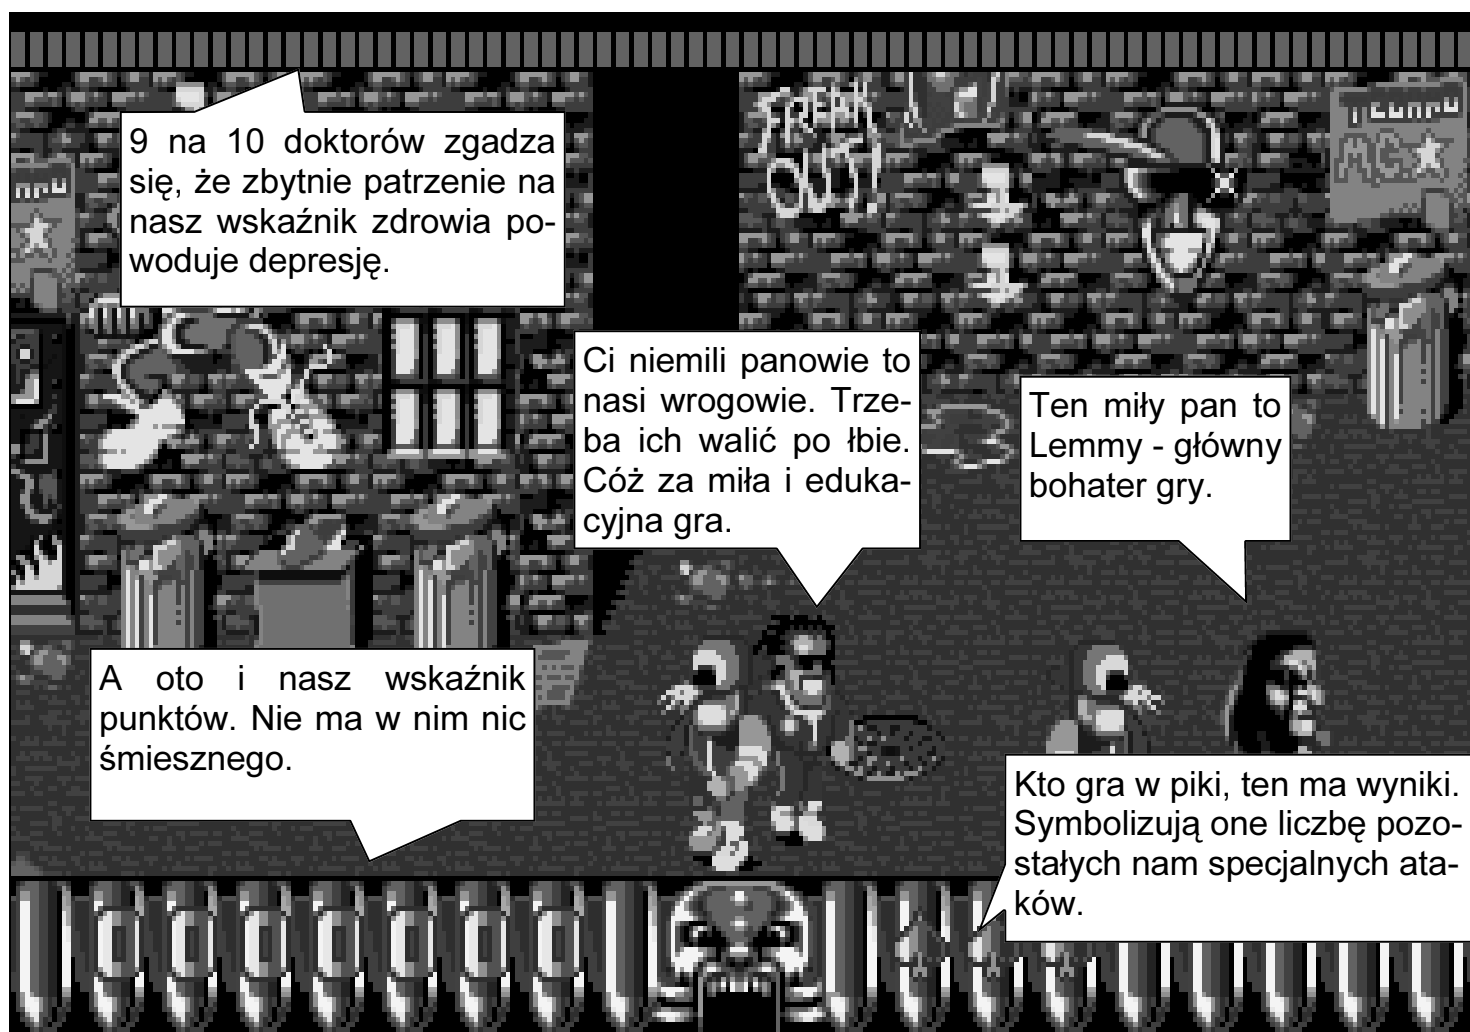 9 na 10 doktorów zgadza
się, że zbytnie patrzenie na
nasz wskaźnik zdrowia po-
woduje depresję.
FREAK
OUT!
Ci niemili panowie to
nasi wrogowie. Trze-
ba ich walić po łbie.
Cóż za miła i eduka-
cyjna gra.
Ten miły pan to
Lemmy - główny
bohater gry.
A oto i nasz wskaźnik
punktów. Nie ma w nim nic
śmiesznego.
Kto gra w piki, ten ma wyniki.
Symbolizują one liczbę pozo-
stałych nam specjalnych ata-
ków.